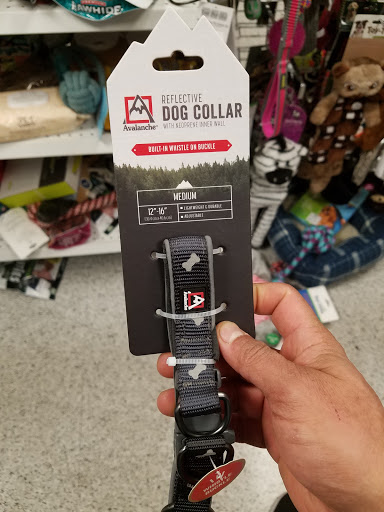 RAWHIDE
REFLECTIVE
DOG COLLAR
WITH NEOPRENE INNER WALL
Avalanche®
BUILT-IN WHISTLE ON BUCKLE
MEDIUM
12"-16"
LIGHTWEIGHT & DURABLE
ADJUSTABLE